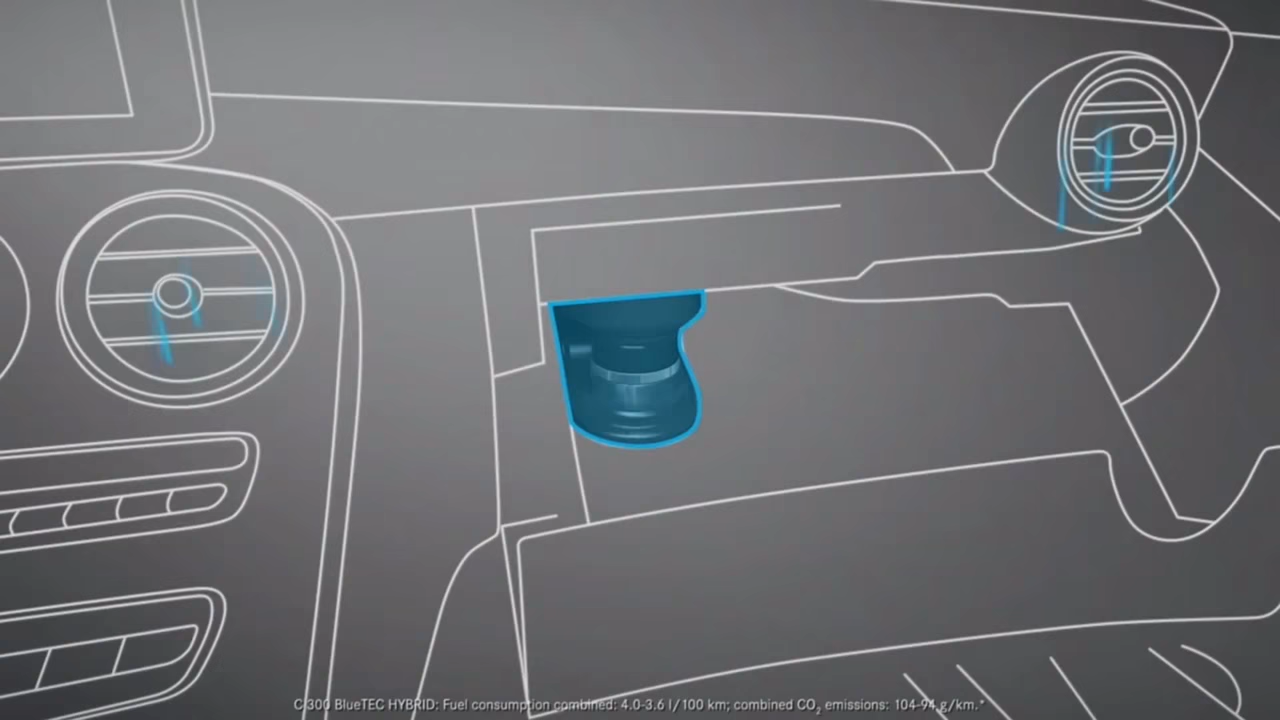 C 300 BlueTEC HYBRID: Fuel consumption combined: 4.0-3.6 l/100 km; combined CO₂ emissions: 104-94 g/km.*